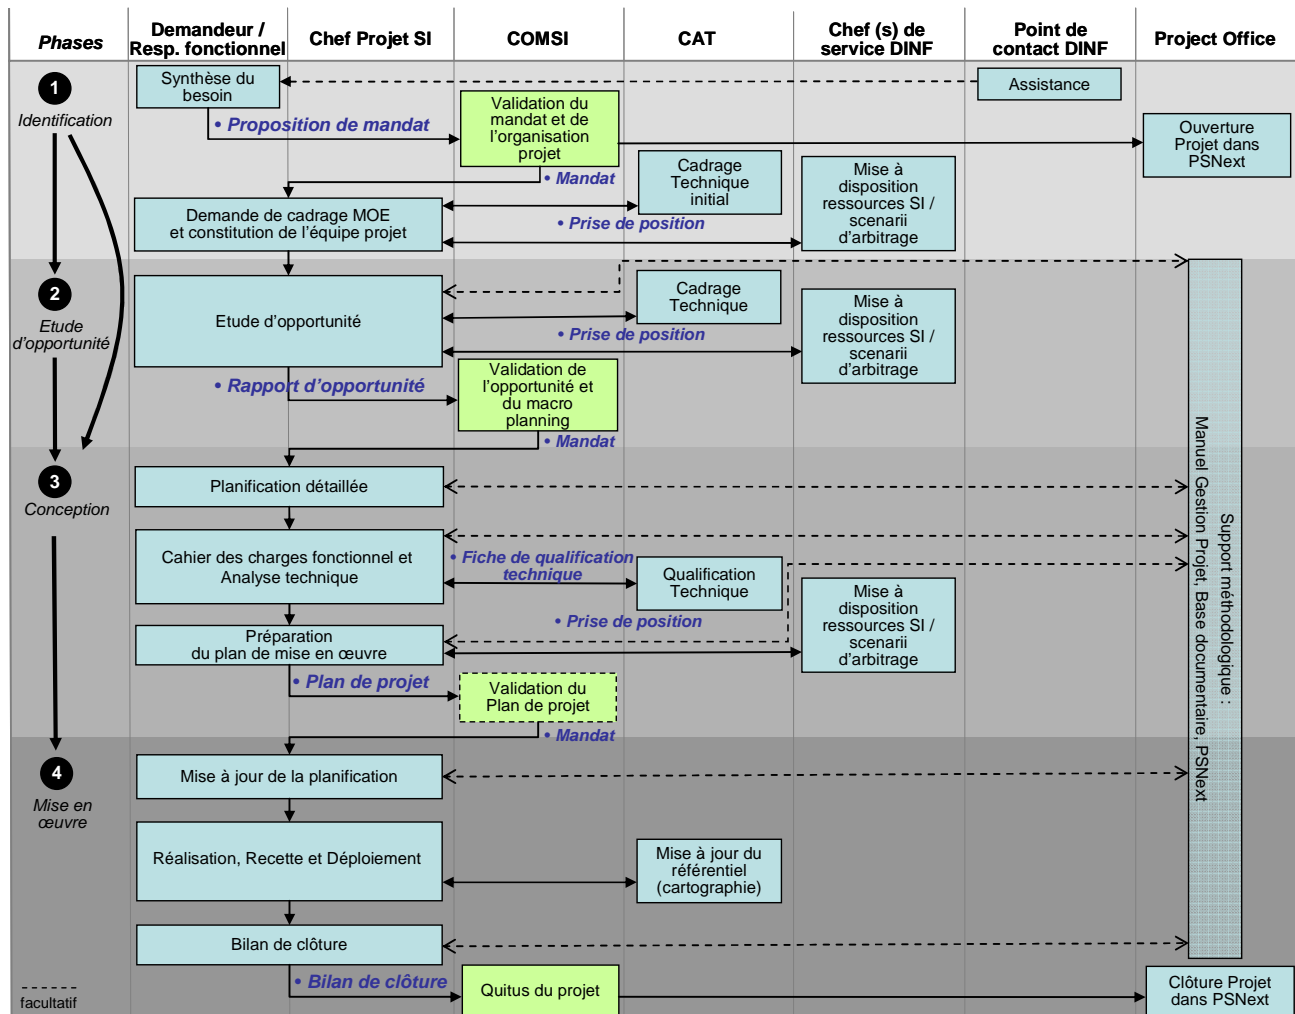 Phases
Demandeur /
Resp. fonctionnel
Chef Projet SI
COMSI
CAT
Chef (s) de
service DINF
Point de
contact DINF
Project Office
1
Identification
Synthèse du
besoin
Assistance
• Proposition de mandat
Validation du
mandat et de
l'organisation
projet
Ouverture
Projet dans
PSNext
• Mandat
Cadrage
Technique
initial
Mise à
disposition
ressources SI /
scenarii
d'arbitrage
Demande de cadrage MOE
et constitution de l'équipe projet
• Prise de position
2
Etude
d'opportunité
Etude d'opportunité
Cadrage
Technique
• Prise de position
Mise à
disposition
ressources SI /
scenarii
d'arbitrage
• Rapport d'opportunité
Validation de
l'opportunité et
du macro
planning
• Mandat
3
Conception
Planification détaillée
Cahier des charges fonctionnel et
Analyse technique
• Fiche de qualification
technique
Qualification
Technique
Mise à
disposition
ressources SI /
scenarii
d'arbitrage
• Prise de position
Préparation
du plan de mise en œuvre
• Plan de projet
Validation du
Plan de projet
• Mandat
Support méthodologique :
Manuel Gestion Projet, Base documentaire, PSNext
4
Mise en
œuvre
Mise à jour de la planification
Réalisation, Recette et Déploiement
Mise à jour du
référentiel
(cartographie)
Bilan de clôture
• Bilan de clôture
Quitus du projet
Clôture Projet
dans PSNext
facultatif